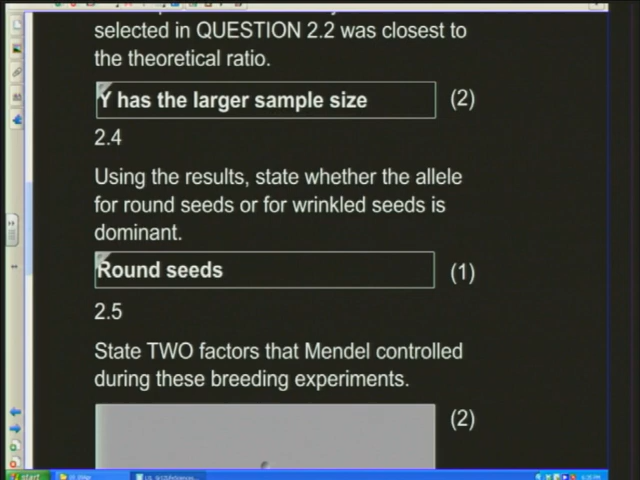 selected in QUESTION 2.2 was closest to
the theoretical ratio.
Y has the larger sample size
(2)
2.4
Using the results, state whether the allele
for round seeds or for wrinkled seeds is
dominant.
Round seeds
(1)
2.5
State TWO factors that Mendel controlled
during these breeding experiments.
(2)
start